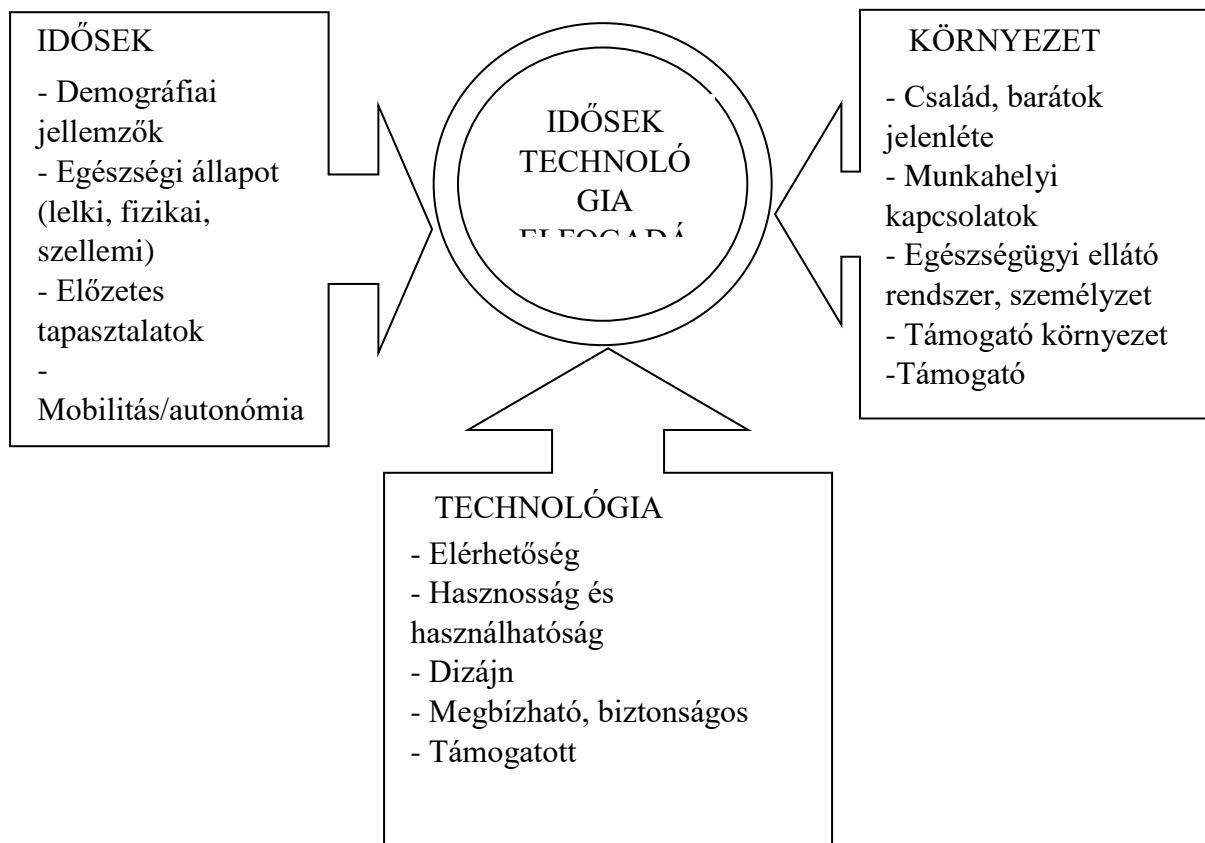 IDŐSEK
- Demográfiai
jellemzők
- Egészségi állapot
(lelki, fizikai,
szellemi)
- Előzetes
tapasztalatok
-
Mobilitás/autonómia
IDŐSEK
TECHNOLÓ
GIA
KÖRNYEZET
- Család, barátok
jelenléte
- Munkahelyi
kapcsolatok
- Egészségügyi ellátó
rendszer, személyzet
- Támogató környezet
-Támogató
TECHNOLÓGIA
- Elérhetőség
- Hasznosság és
használhatóság
- Dizájn
- Megbízható, biztonságos
- Támogatott